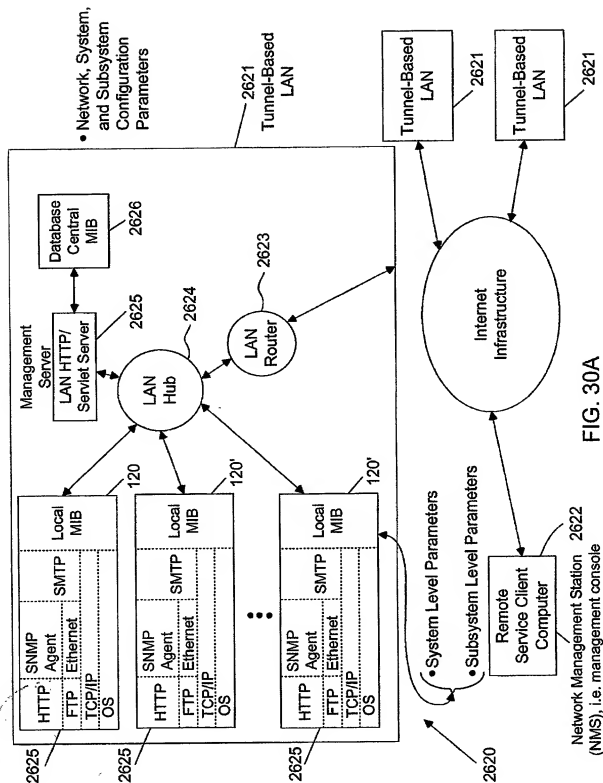 • Network, System,
and Subsystem
Configuration
Parameters
2621
Tunnel-Based
LAN
Management
Server
LAN HTTP/
Servlet Server
2625
Database
Central
MIB
2626
LAN
Hub
2624
LAN
Router
2623
HTTP
SNMP
Agent
FTP
Ethernet
SMTP
TCP/IP
OS
Local
MIB
120
2625
HTTP
SNMP
Agent
FTP
Ethernet
SMTP
TCP/IP
OS
Local
MIB
120'
2625
HTTP
SNMP
Agent
FTP
Ethernet
SMTP
TCP/IP
OS
Local
MIB
120'
2625
Tunnel-Based
LAN
2621
Tunnel-Based
LAN
2621
Internet
Infrastructure
• System Level Parameters
• Subsystem Level Parameters
2620
Remote
Service Client
Computer
2622
Network Management Station
(NMS), i.e. management console
FIG. 30A